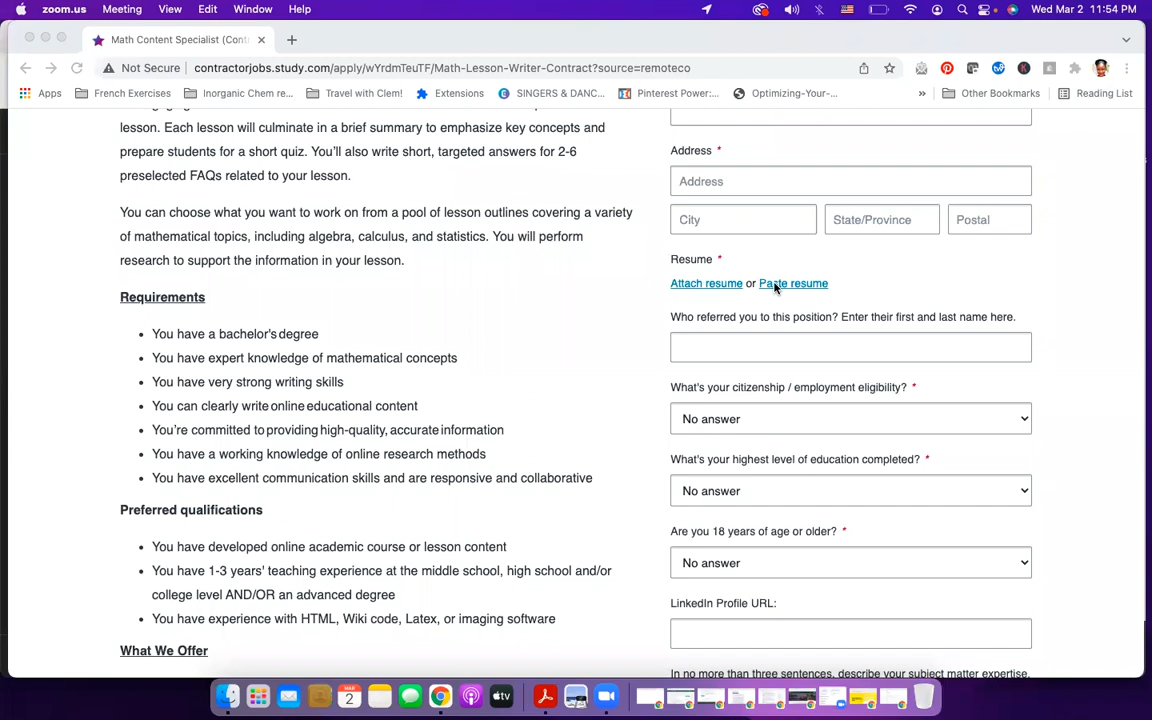 zoom.us Meeting View Edit Window Help Wed Mar 2 11:54 PM
Math Content Specialist (Cont
Not Secure contractorjobs.study.com/apply/wYrdmTeuTF/Math-Lesson-Writer-Contract?source=remoteco
Apps French Exercises Inorganic Chem re... Travel with Clem! Extensions SINGERS & DANC... Pinterest Power:... Optimizing-Your-... » Other Bookmarks Reading List
lesson. Each lesson will culminate in a brief summary to emphasize key concepts and
prepare students for a short quiz. You'll also write short, targeted answers for 2-6
preselected FAQs related to your lesson.
You can choose what you want to work on from a pool of lesson outlines covering a variety
of mathematical topics, including algebra, calculus, and statistics. You will perform
research to support the information in your lesson.
Requirements
• You have a bachelor's degree
• You have expert knowledge of mathematical concepts
• You have very strong writing skills
• You can clearly write online educational content
• You're committed to providing high-quality, accurate information
• You have a working knowledge of online research methods
• You have excellent communication skills and are responsive and collaborative
Preferred qualifications
• You have developed online academic course or lesson content
• You have 1-3 years' teaching experience at the middle school, high school and/or
college level AND/OR an advanced degree
• You have experience with HTML, Wiki code, Latex, or imaging software
What We Offer
Address *
Address
City State/Province Postal
Resume *
Attach resume or Paste resume
Who referred you to this position? Enter their first and last name here.
What's your citizenship / employment eligibility? *
No answer
What's your highest level of education completed? *
No answer
Are you 18 years of age or older? *
No answer
LinkedIn Profile URL:
In no more than three sentences, describe your subject matter expertise.
MAR
2